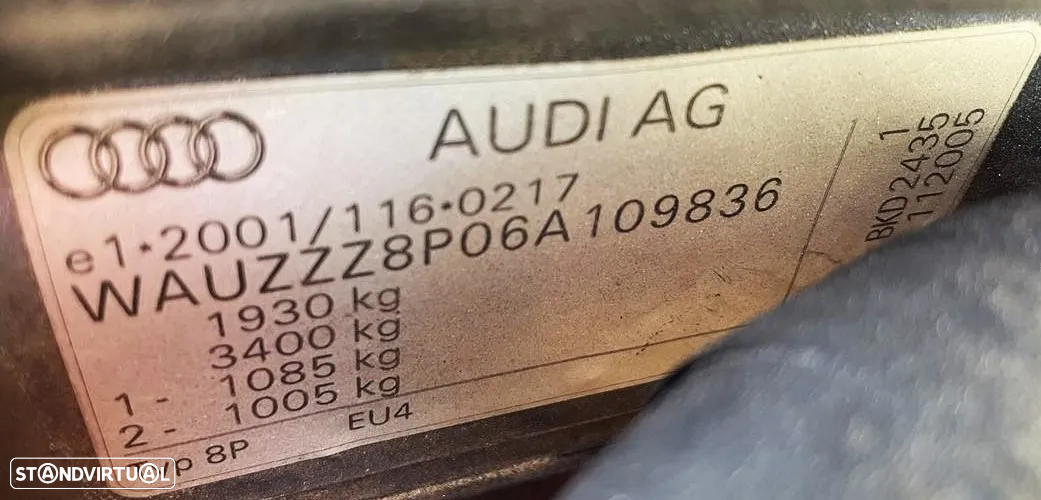 AUDI AG
e1*2001/116*0217
WAUZZZ8P06A109836
1930 kg
3400 kg
1- 1085 kg
2- 1005 kg
8P EU4
1
BKD2435
112005
STANDVIRTUAL